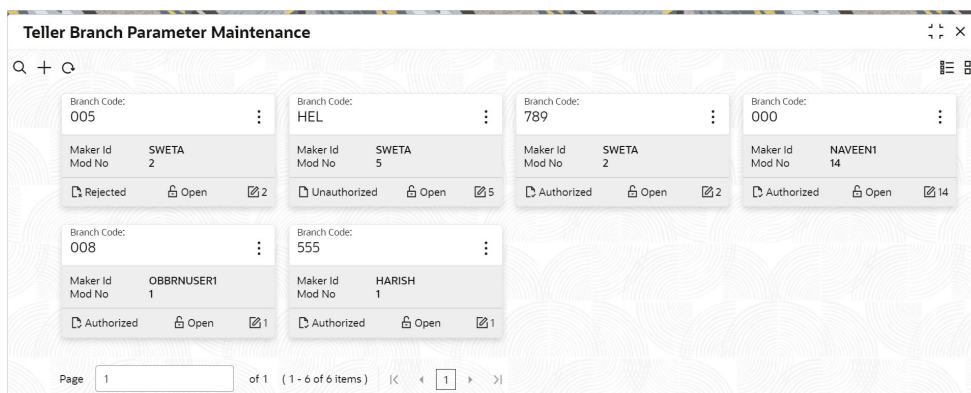 Teller Branch Parameter Maintenance
Branch Code:
005
Maker Id SWETA
Mod No 2
Rejected Open 2
Branch Code:
HEL
Maker Id SWETA
Mod No 5
Unauthorized Open 5
Branch Code:
789
Maker Id SWETA
Mod No 2
Authorized Open 2
Branch Code:
000
Maker Id NAVEEN1
Mod No 14
Authorized Open 14
Branch Code:
008
Maker Id OBBRNUSER1
Mod No 1
Authorized Open 1
Branch Code:
555
Maker Id HARISH
Mod No 1
Authorized Open 1
Page 1 of 1 (1 - 6 of 6 items) 1